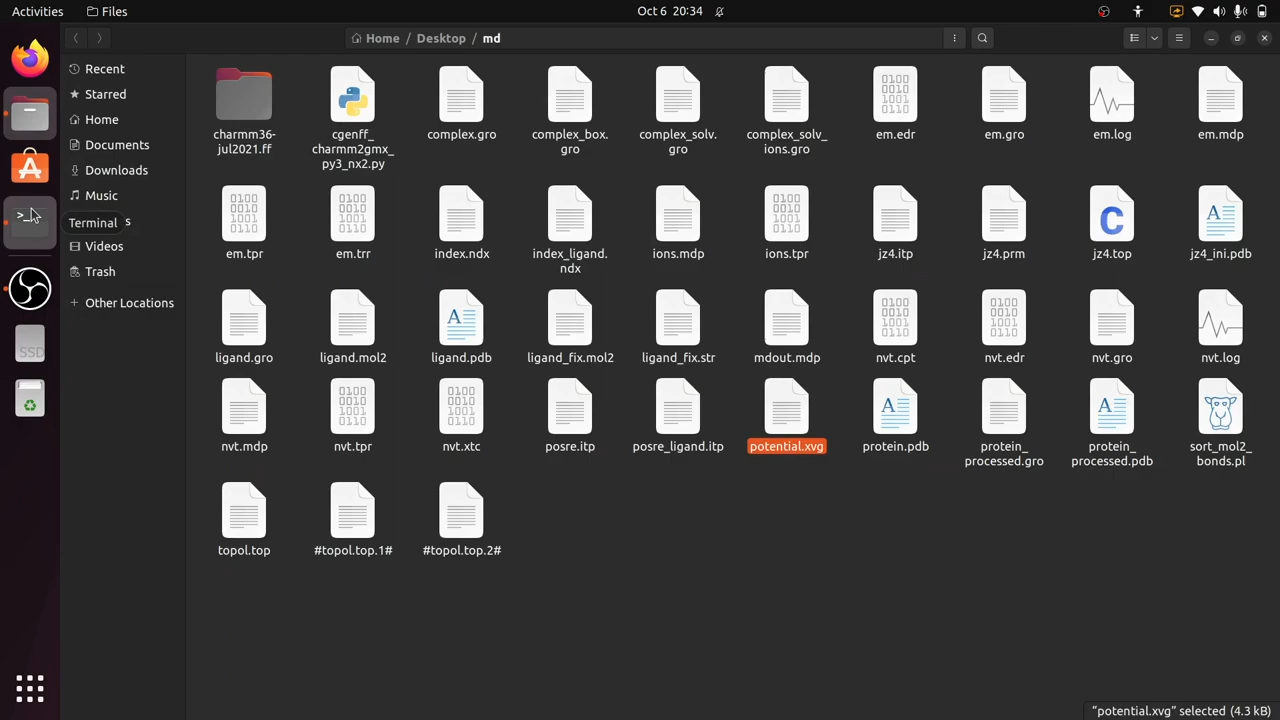 Activities
Files
Oct 6 20:34
Home / Desktop / md
Recent
Starred
Home
Documents
Downloads
Music
Terminal
s
Videos
Trash
+ Other Locations
SSD
charmm36-
jul2021.ff
cgenff_
charmm2gmx_
py3_nx2.py
complex.gro
complex_box.
gro
complex_solv.
gro
complex_solv_
ions.gro
em.edr
em.gro
em.log
em.mdp
em.tpr
em.trr
index.ndx
index_ligand.
ndx
ions.mdp
ions.tpr
jz4.itp
jz4.prm
jz4.top
jz4_ini.pdb
ligand.gro
ligand.mol2
ligand.pdb
ligand_fix.mol2
ligand_fix.str
mdout.mdp
nvt.cpt
nvt.edr
nvt.gro
nvt.log
nvt.mdp
nvt.tpr
nvt.xtc
posre.itp
posre_ligand.itp
potential.xvg
protein.pdb
protein_
processed.gro
protein_
processed.pdb
sort_mol2_
bonds.pl
topol.top
#topol.top.1#
#topol.top.2#
"potential.xvg" selected (4.3 kB)